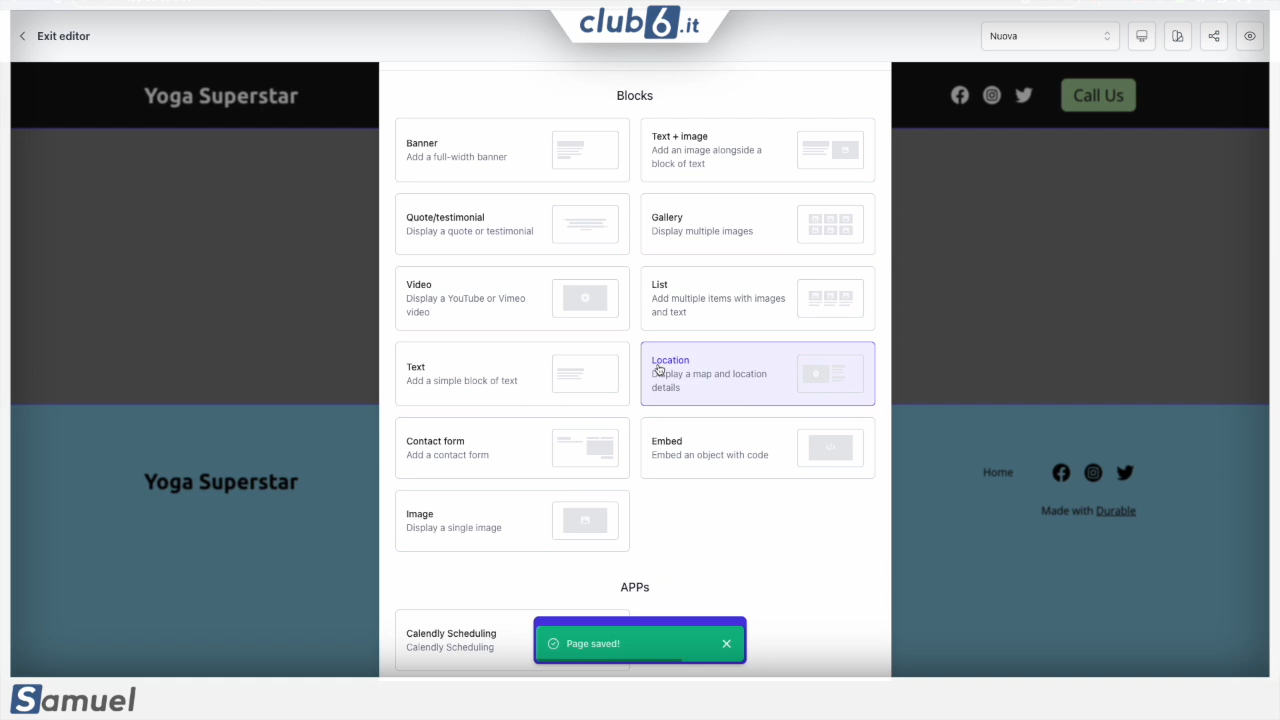 club6.it
Exit editor
Nuova
Yoga Superstar
Call Us
Blocks
Banner
Add a full-width banner
Text + image
Add an image alongside a
block of text
Quote/testimonial
Display a quote or testimonial
Gallery
Display multiple images
Video
Display a YouTube or Vimeo
video
List
Add multiple items with images
and text
Text
Add a simple block of text
Location
Display a map and location
details
Contact form
Add a contact form
Embed
Embed an object with code
Image
Display a single image
Yoga Superstar
Home
Made with Durable
APPs
Calendly Scheduling
Calendly Scheduling
Page saved!
Samuel